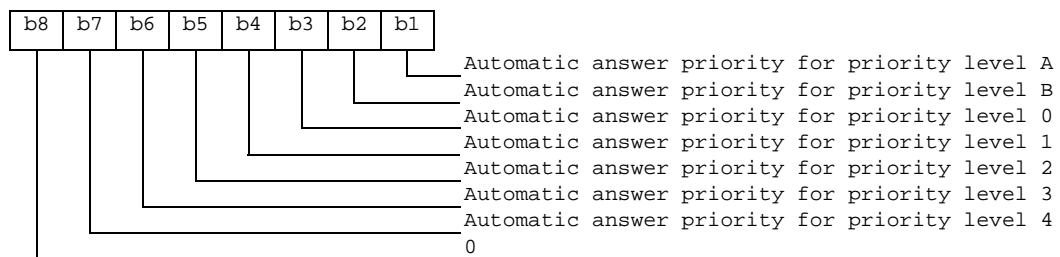 b8 b7 b6 b5 b4 b3 b2 b1
Automatic answer priority for priority level A
Automatic answer priority for priority level B
Automatic answer priority for priority level 0
Automatic answer priority for priority level 1
Automatic answer priority for priority level 2
Automatic answer priority for priority level 3
Automatic answer priority for priority level 4
0